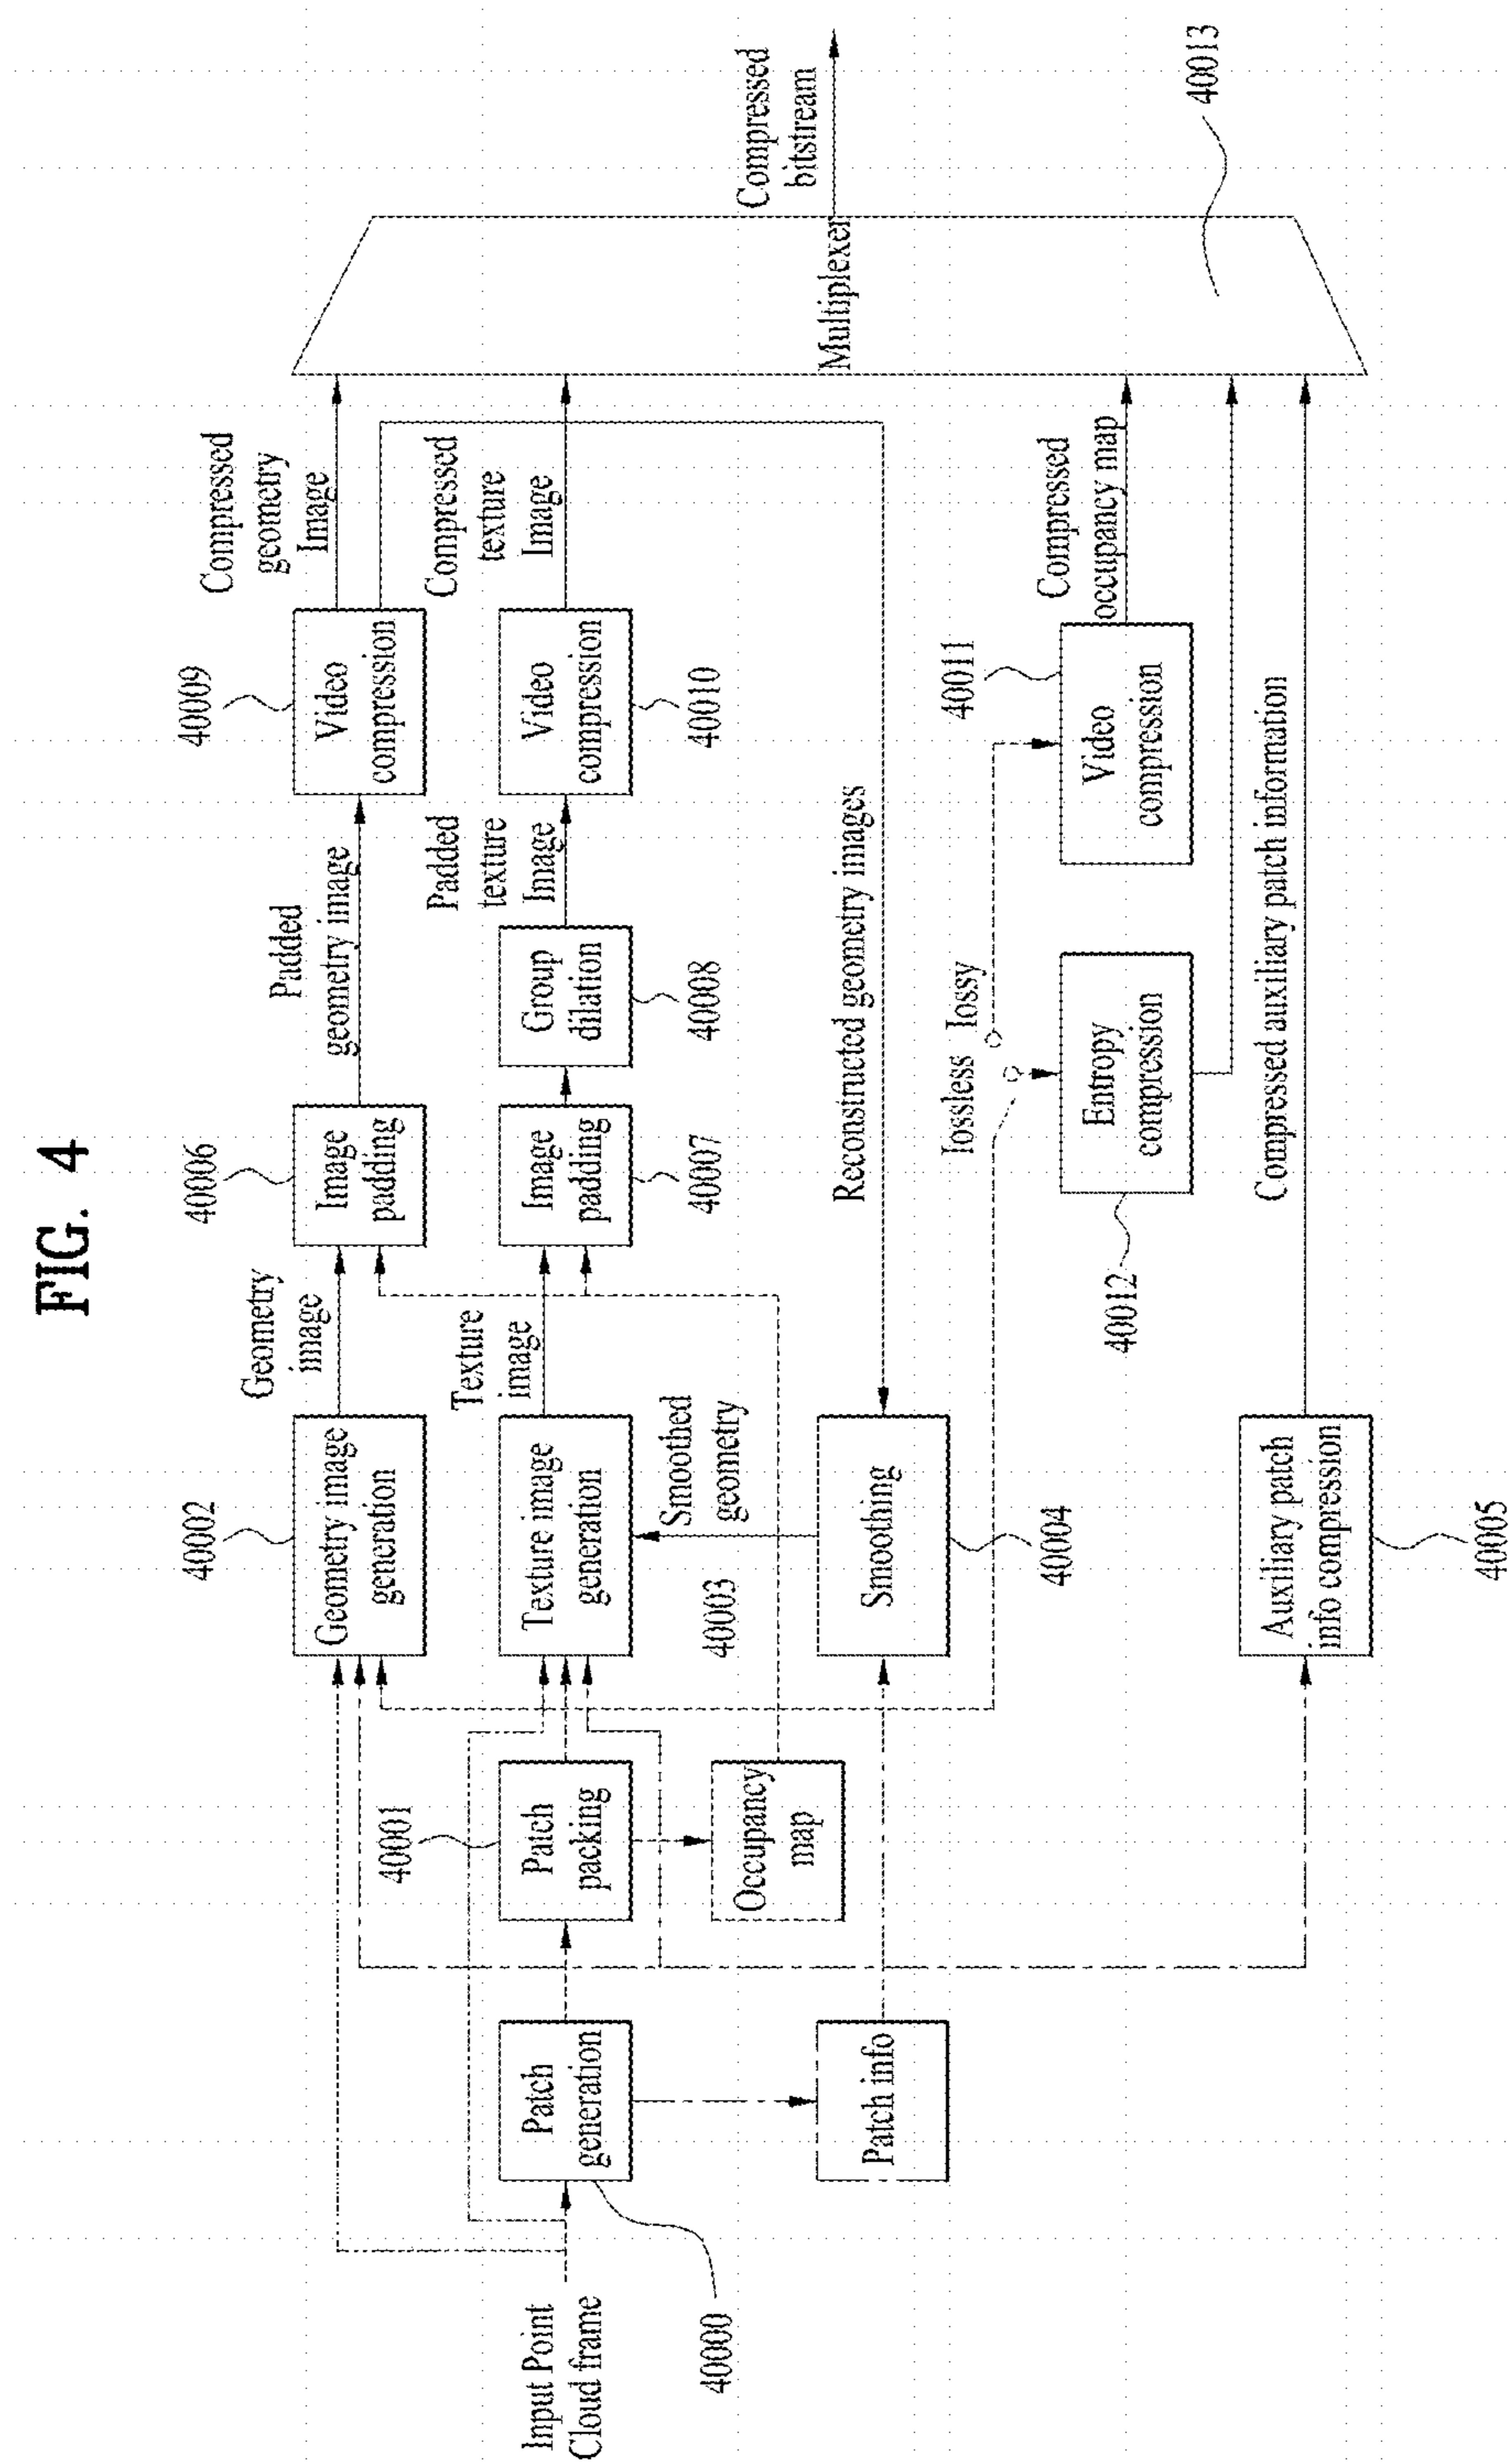 FIG. 4
Input Point
Cloud frame
40000
Patch
generation
Patch info
40001
Patch
packing
Occupancy
map
40002
Geometry image
generation
Texture image
generation
40003
Smoothed
geometry
Smoothing
40004
Auxiliary patch
info compression
40005
Geometry
image
Texture
image
40006
Image
padding
Image
padding
40007
Group
dilation
40008
Padded
geometry image
Padded
texture
Image
40009
Video
compression
Video
compression
40010
Compressed
geometry
Image
Compressed
texture
Image
Reconstructed geometry images
lossless
lossy
40011
Video
compression
Entropy
compression
40012
Compressed
occupancy map
Compressed auxiliary patch information
Multiplexer
40013
Compressed
bitstream